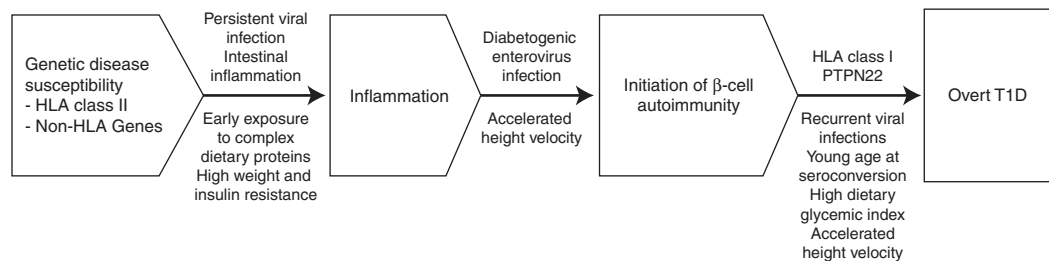 Genetic disease
susceptibility
- HLA class II
- Non-HLA Genes
Persistent viral
infection
Intestinal
inflammation
Early exposure
to complex
dietary proteins
High weight and
insulin resistance
Inflammation
Diabetogenic
enterovirus
infection
Accelerated
height velocity
Initiation of β-cell
autoimmunity
HLA class I
PTPN22
Recurrent viral
infections
Young age at
seroconversion
High dietary
glycemic index
Accelerated
height velocity
Overt T1D